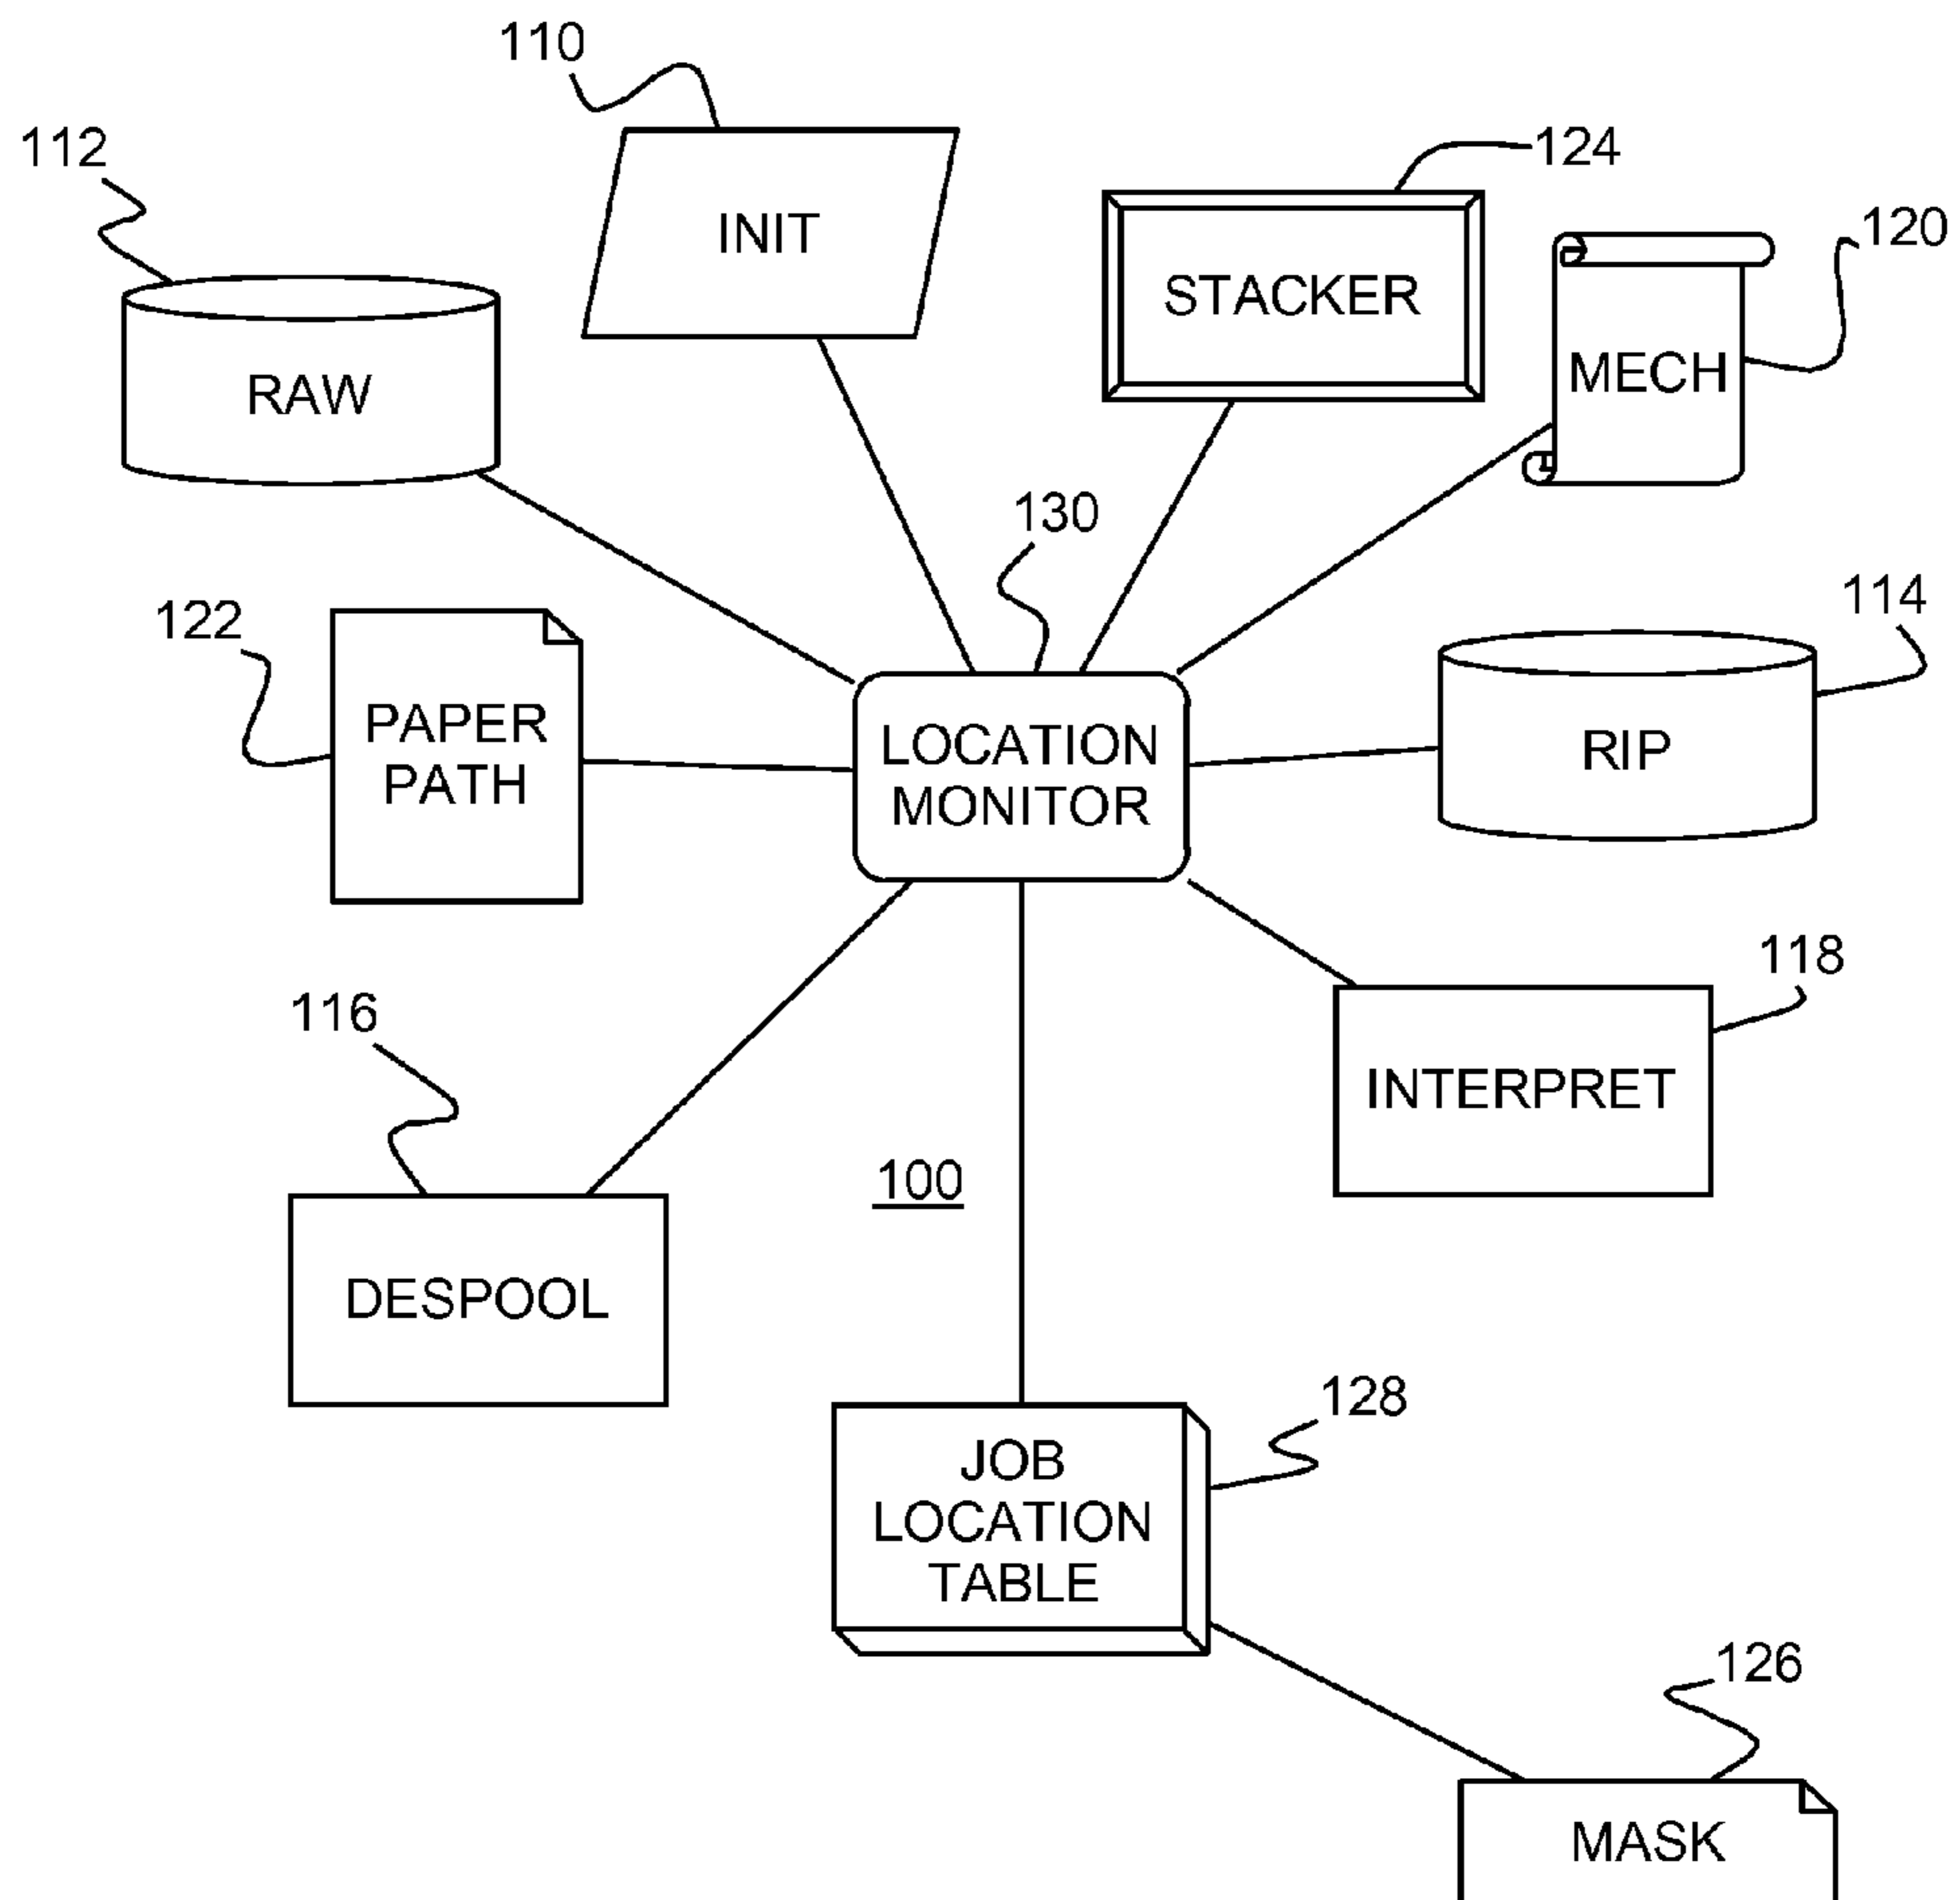 110
112
INIT
124
120
STACKER
MECH
RAW
130
114
122
PAPER
PATH
LOCATION
MONITOR
RIP
118
116
INTERPRET
100
DESPOOL
128
JOB
LOCATION
TABLE
126
MASK